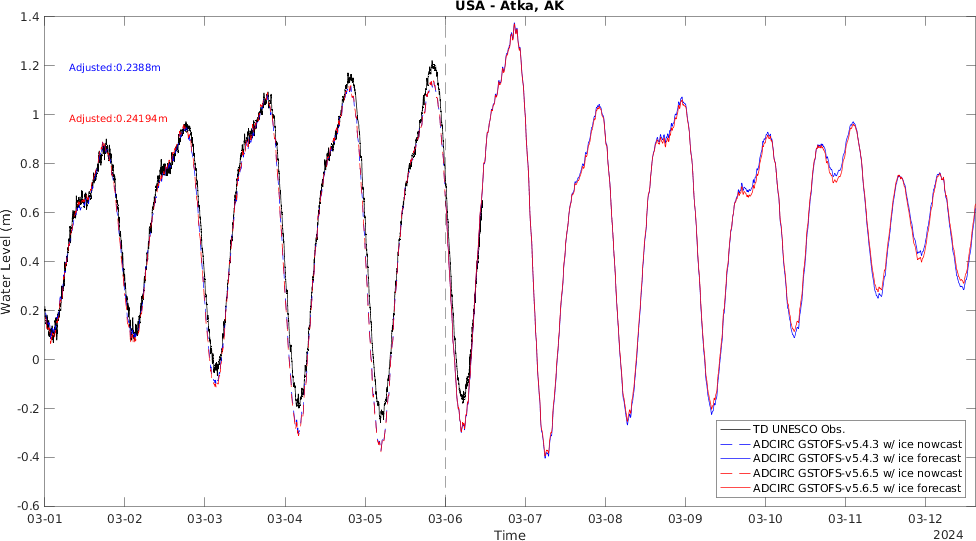 USA - Atka, AK
Adjusted:0.2388m
Adjusted:0.24194m
Water Level (m)
1.4
1.2
1
0.8
0.6
0.4
0.2
0
-0.2
-0.4
-0.6
TD UNESCO Obs.
ADCIRC GSTOFS-v5.4.3 w/ ice nowcast
ADCIRC GSTOFS-v5.4.3 w/ ice forecast
ADCIRC GSTOFS-v5.6.5 w/ ice nowcast
ADCIRC GSTOFS-v5.6.5 w/ ice forecast
03-01 03-02 03-03 03-04 03-05 03-06 03-07 03-08 03-09 03-10 03-11 03-12
Time
2024